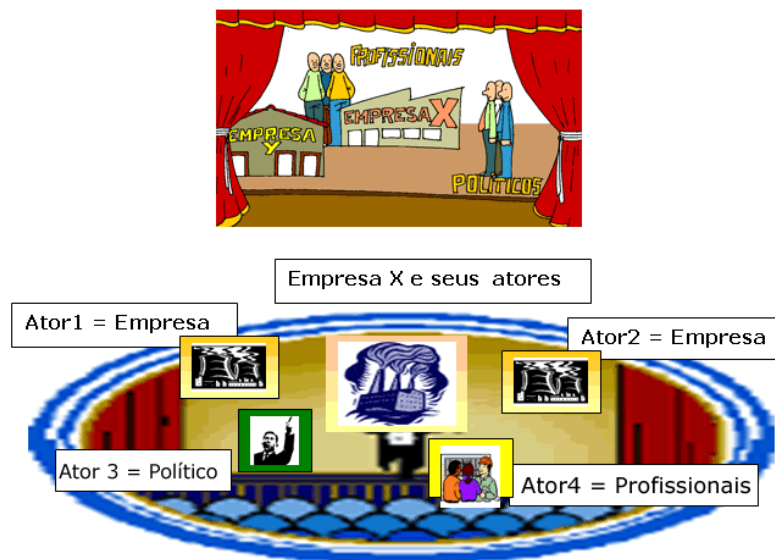 PROFISSIONAIS
EMPRESA X
EMPRESA
Y
POLÍTICOS
Empresa X e seus atores
Ator1 = Empresa
Ator2 = Empresa
Ator 3 = Político
Ator4 = Profissionais